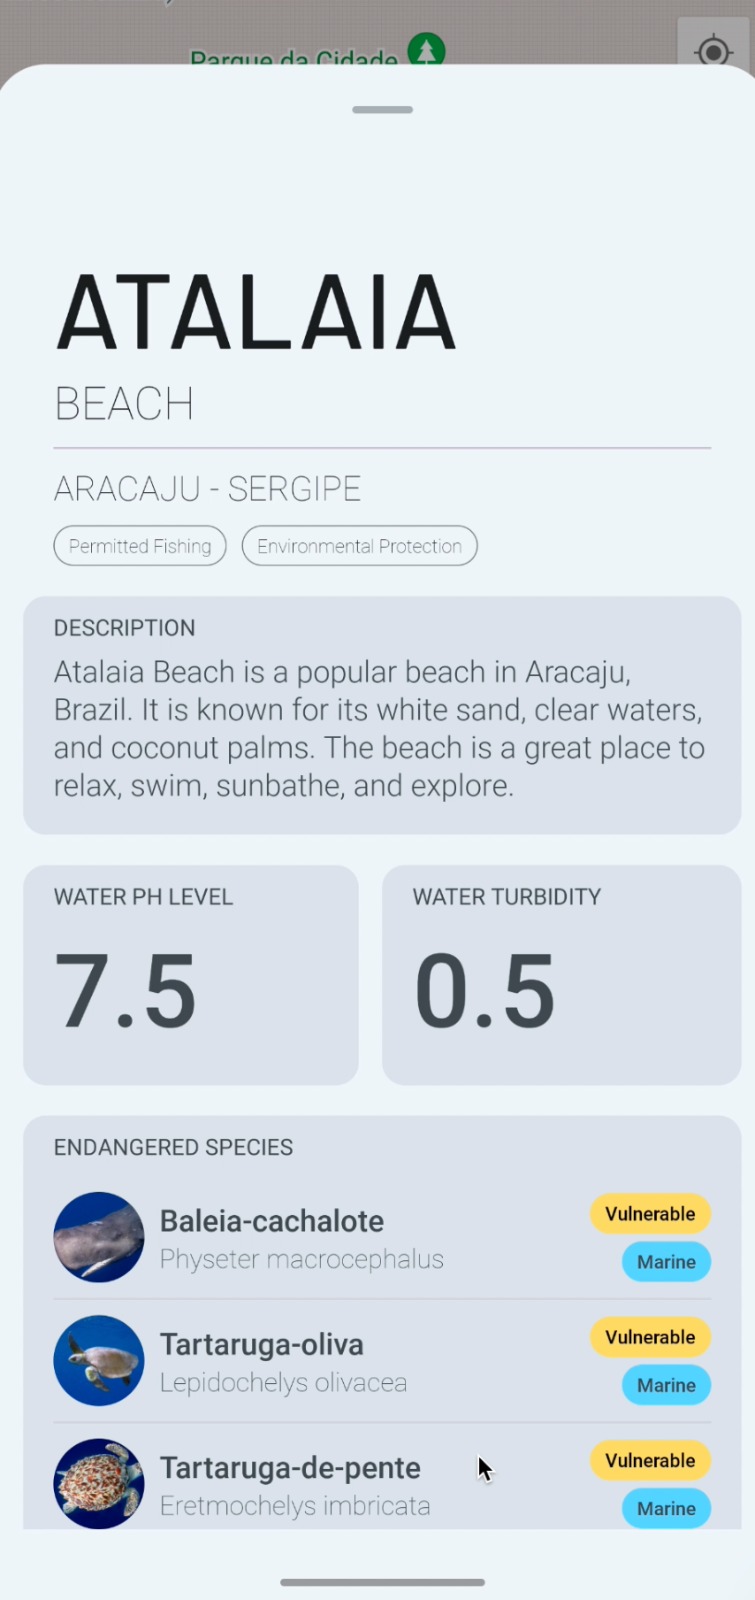 Parque da Cidade
ATALAIA
BEACH
ARACAJU - SERGIPE
Permitted Fishing
Environmental Protection
DESCRIPTION
Atalaia Beach is a popular beach in Aracaju,
Brazil. It is known for its white sand, clear waters,
and coconut palms. The beach is a great place to
relax, swim, sunbathe, and explore.
WATER PH LEVEL
7.5
WATER TURBIDITY
0.5
ENDANGERED SPECIES
Baleia-cachalote
Physeter macrocephalus
Vulnerable
Marine
Tartaruga-oliva
Lepidochelys olivacea
Vulnerable
Marine
Tartaruga-de-pente
Eretmochelys imbricata
Vulnerable
Marine